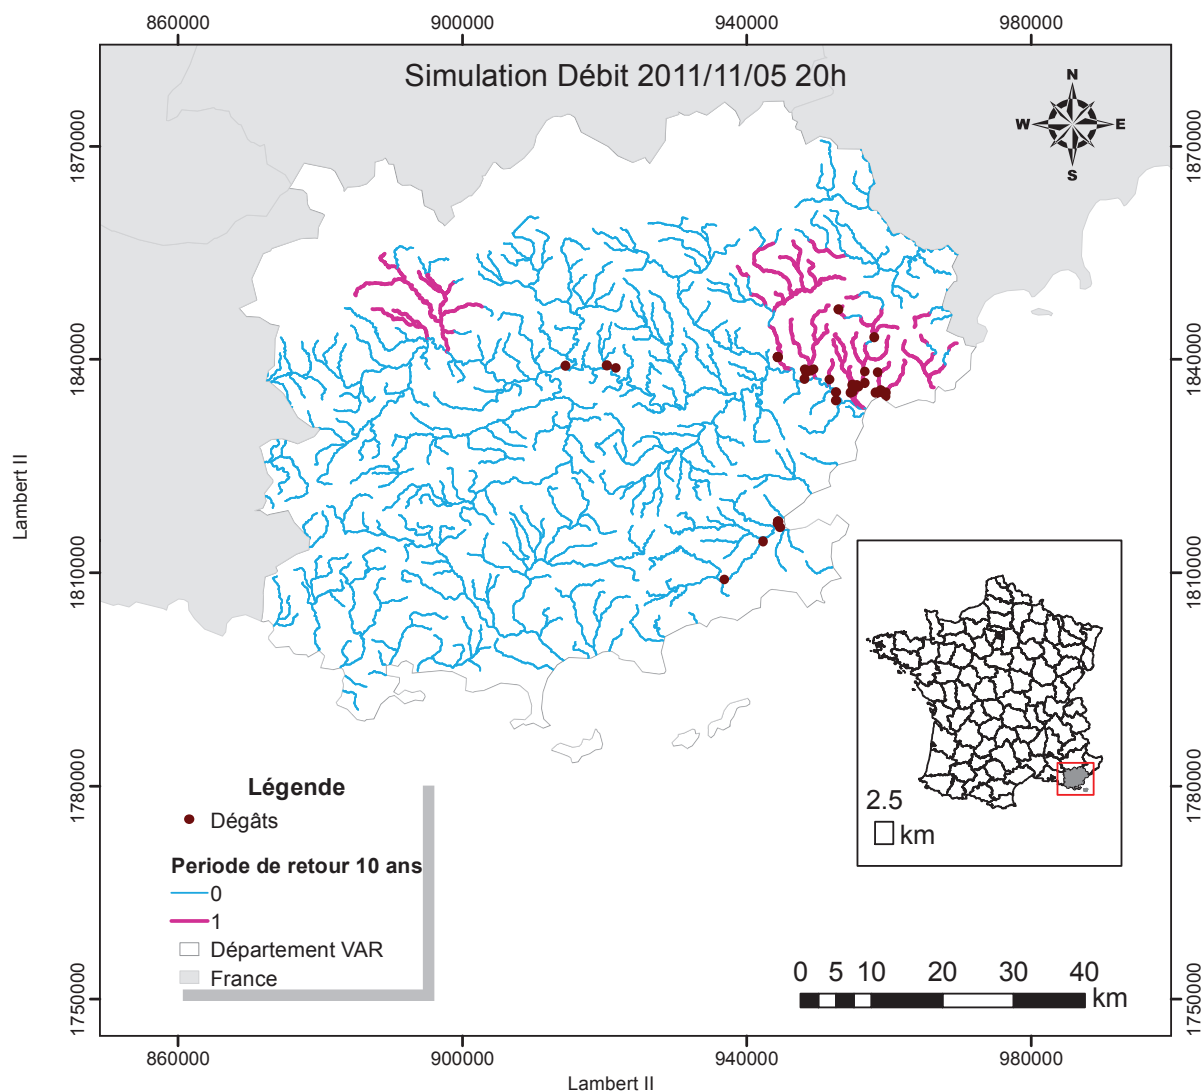 860000 900000 940000 980000
Simulation Débit 2011/11/05 20h
N
W E
S
1870000 1870000
1840000 1840000
Lambert II
1810000 1810000
1780000 1780000
2.5
km
Légende
Dégâts
Periode de retour 10 ans
0
1
Département VAR
France
0 5 10 20 30 40
km
1750000 1750000
860000 900000 940000 980000
Lambert II